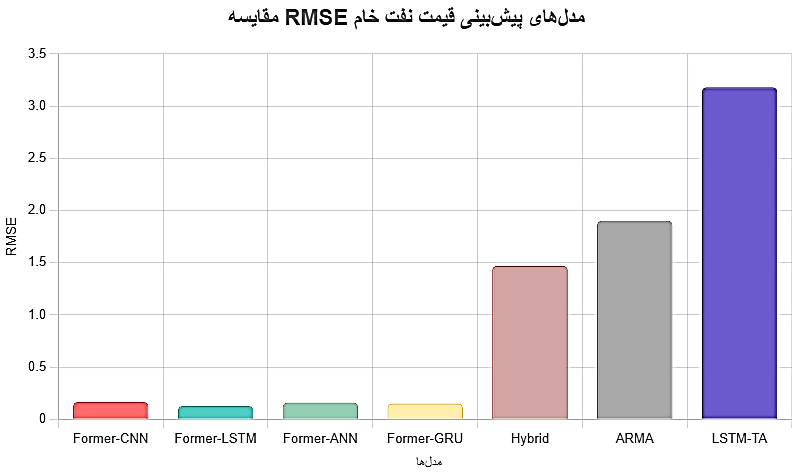 مدل‌های پیش‌بینی قیمت نفت خام RMSE مقایسه
3.5
3.0
2.5
2.0
1.5
1.0
0.5
0
RMSE
Former-CNN Former-LSTM Former-ANN Former-GRU Hybrid ARMA LSTM-TA
مدل‌ها